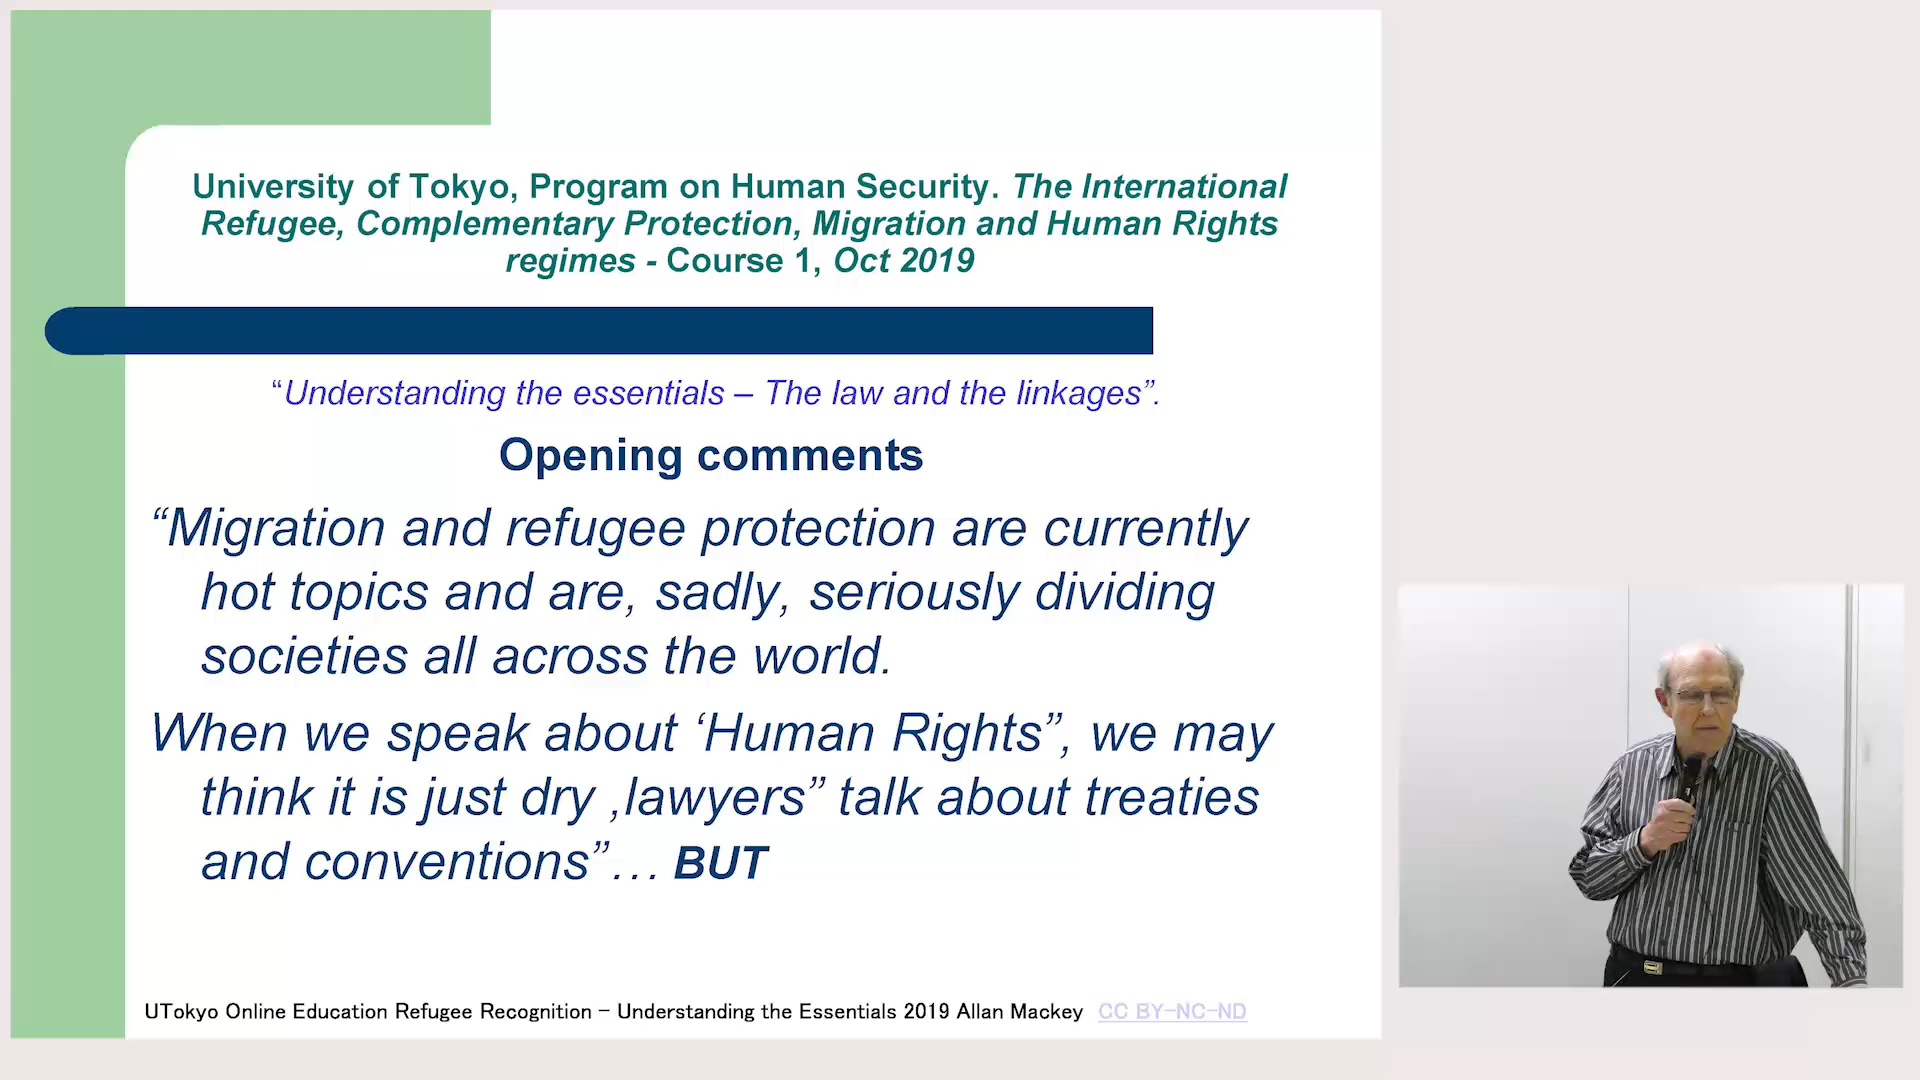 University of Tokyo, Program on Human Security. The International
Refugee, Complementary Protection, Migration and Human Rights
regimes - Course 1, Oct 2019
“Understanding the essentials – The law and the linkages”.
Opening comments
“Migration and refugee protection are currently
hot topics and are, sadly, seriously dividing
societies all across the world.
When we speak about ‘Human Rights”, we may
think it is just dry ‚lawyers” talk about treaties
and conventions”… BUT
UTokyo Online Education Refugee Recognition - Understanding the Essentials 2019 Allan Mackey CC BY-NC-ND